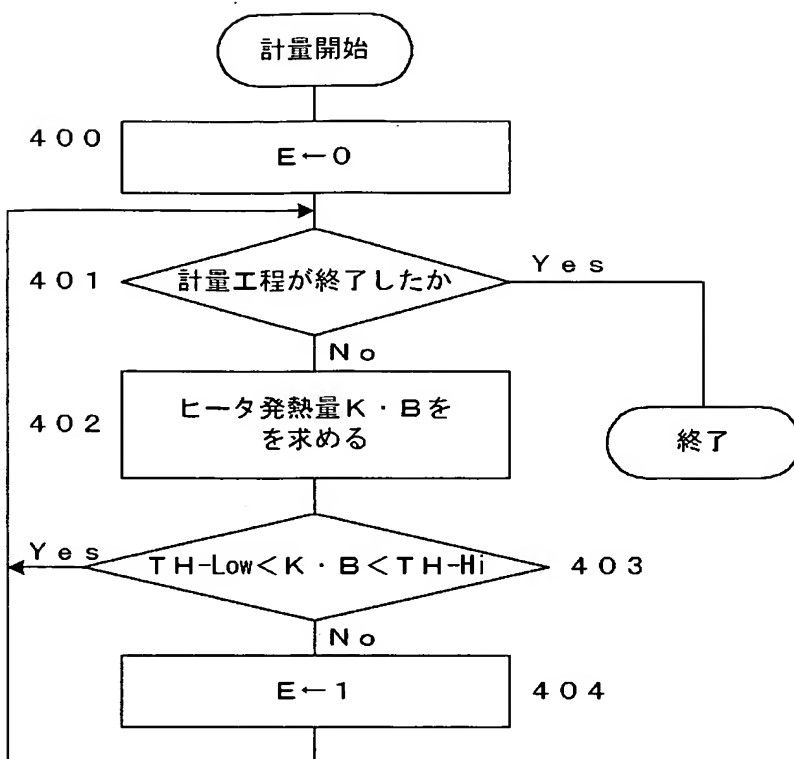 計量開始
４００
Ｅ←０
４０１
計量工程が終了したか
Ｙｅｓ
Ｎｏ
４０２
ヒータ発熱量Ｋ・Ｂを
を求める
終了
Ｙｅｓ
ＴＨ-Low＜Ｋ・Ｂ＜ＴＨ-Hi
４０３
Ｎｏ
Ｅ←１
４０４